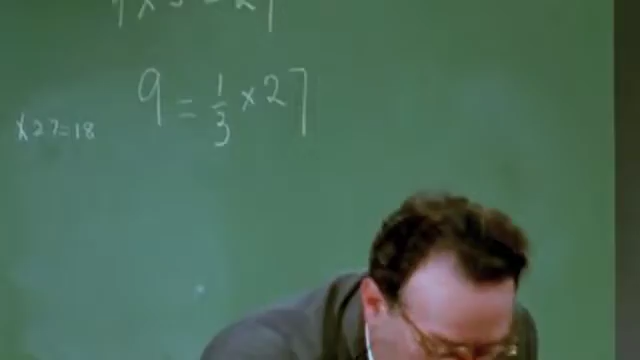 9 = 1/3 × 27
× 27 = 18